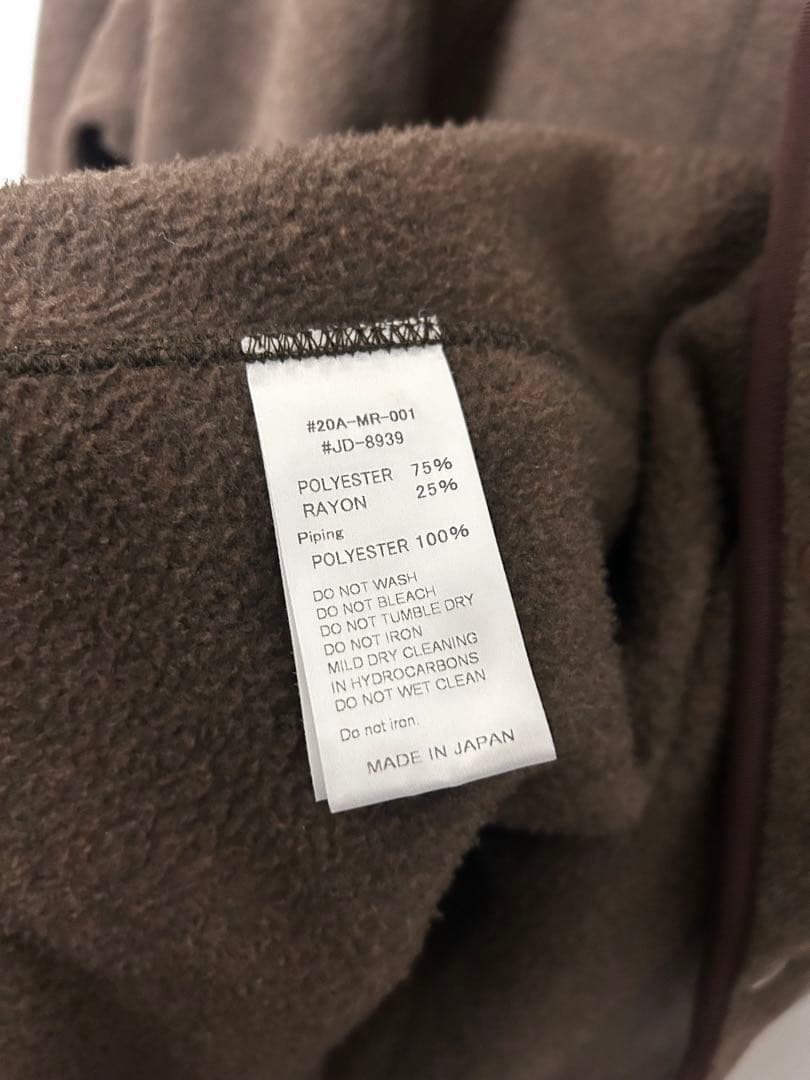 #20A-MR-001
#JD-8939
POLYESTER 75%
RAYON 25%
Piping
POLYESTER 100%
DO NOT WASH
DO NOT BLEACH
DO NOT TUMBLE DRY
DO NOT IRON
MILD DRY CLEANING
IN HYDROCARBONS
DO NOT WET CLEAN
Do not iron.
MADE IN JAPAN